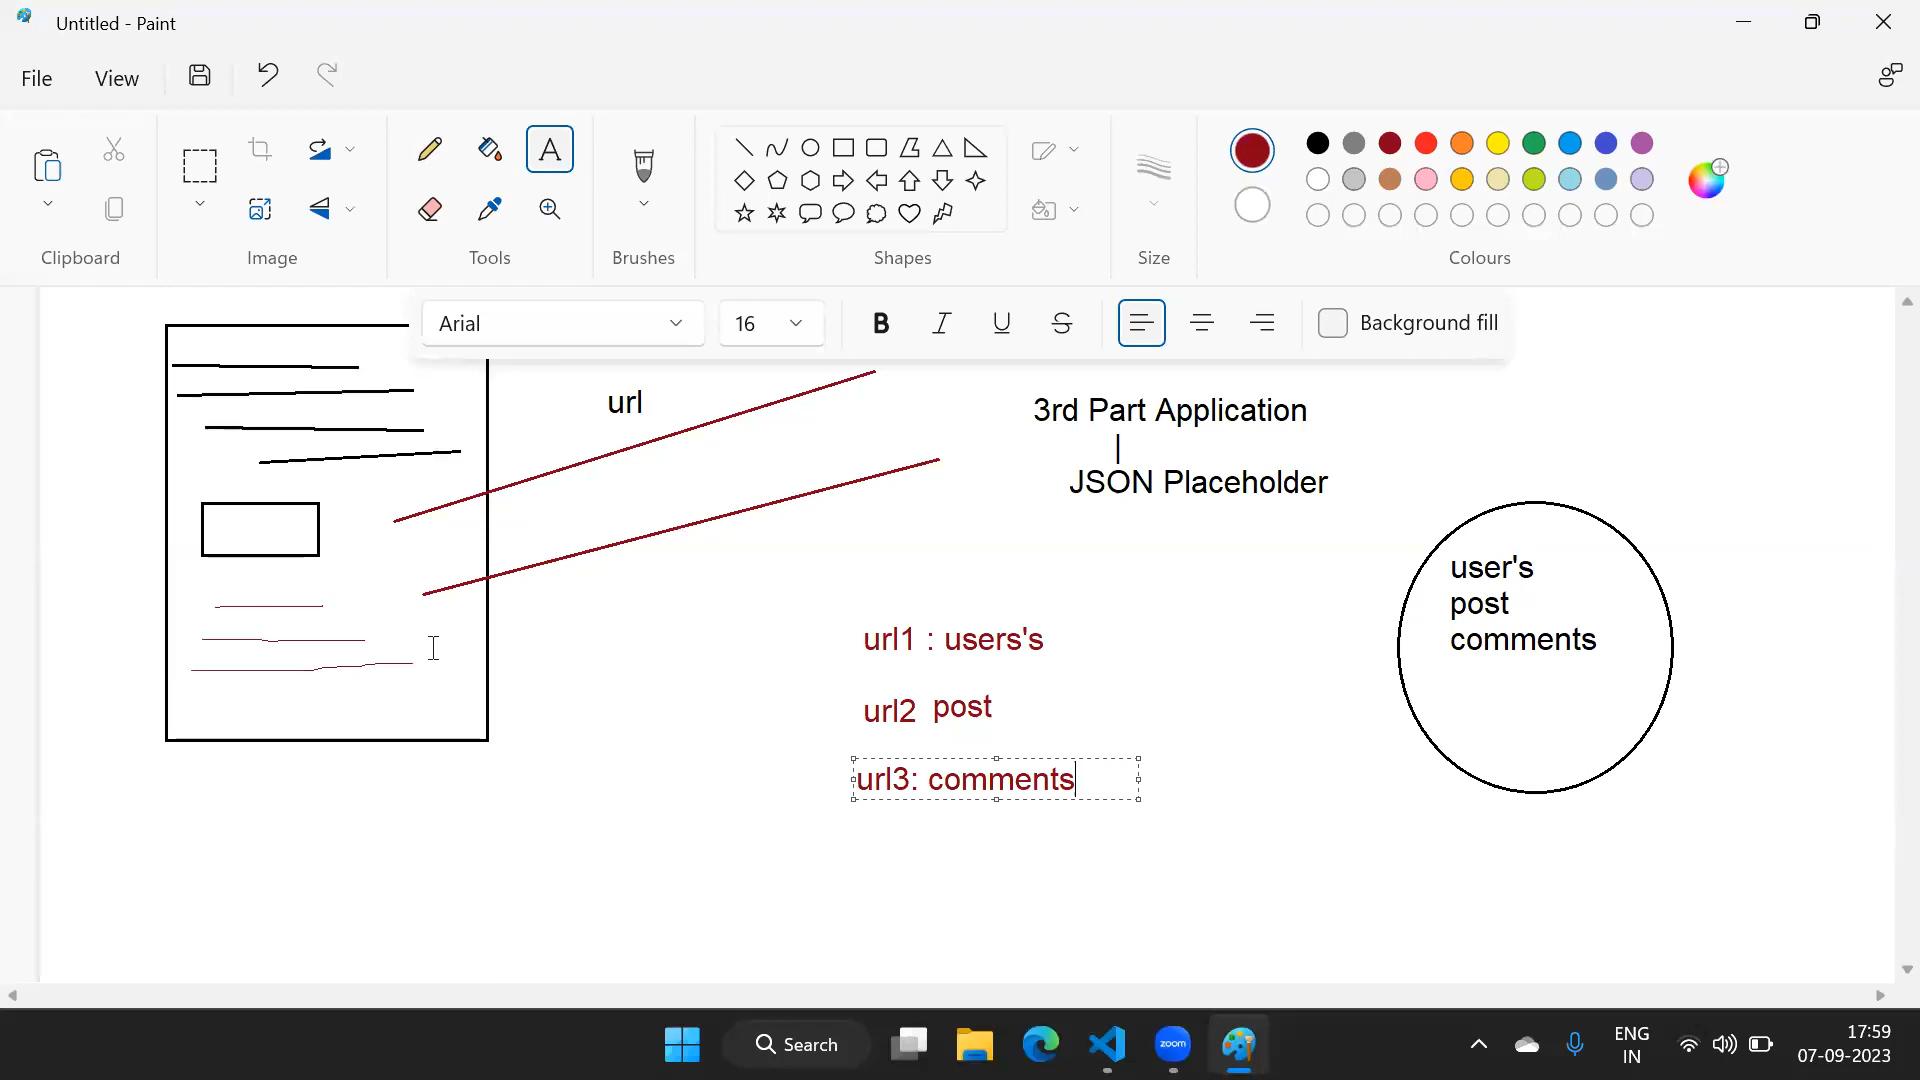 Untitled - Paint
File View
Clipboard
Image
Tools
Brushes
Shapes
Size
Colours
Arial
16
B I U S
Background fill
url
3rd Part Application
|
JSON Placeholder
user's
post
comments
url1 : users's
url2 post
url3: comments
Search
zoom
ENG
IN
17:59
07-09-2023